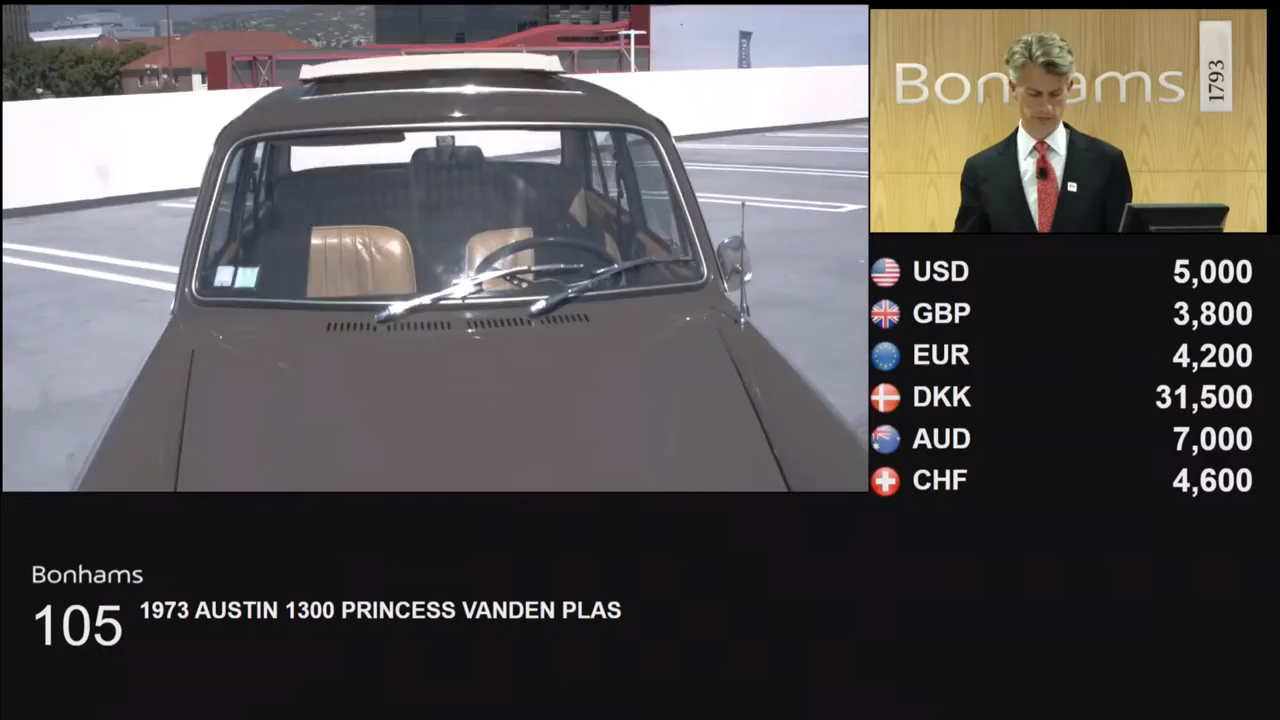 Bonhams
1793
USD 5,000
GBP 3,800
EUR 4,200
DKK 31,500
AUD 7,000
CHF 4,600
Bonhams
105 1973 AUSTIN 1300 PRINCESS VANDEN PLAS